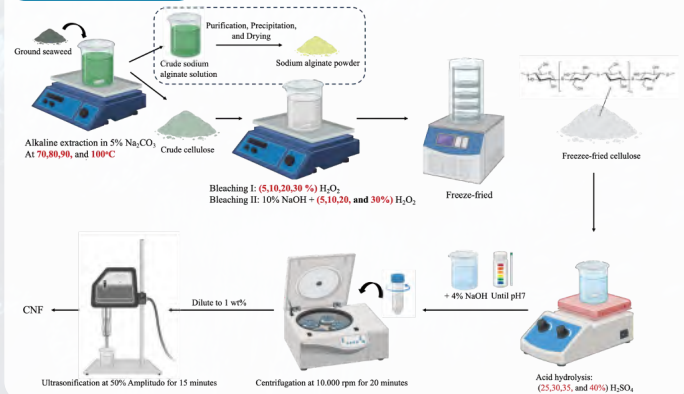 Ground seaweed
Crude sodium
alginate solution
Purification, Precipitation,
and Drying
Sodium alginate powder
Alkaline extraction in 5% Na₂CO₃
At 70,80,90, and 100°C
Crude cellulose
Bleaching I: (5,10,20,30 %) H₂O₂
Bleaching II: 10% NaOH + (5,10,20, and 30%) H₂O₂
Freeze-fried
Freezee-fried cellulose
Acid hydrolysis:
(25,30,35, and 40%) H₂SO₄
+ 4% NaOH Until pH7
Centrifugation at 10.000 rpm for 20 minutes
Dilute to 1 wt%
Ultrasonification at 50% Amplitudo for 15 minutes
CNF